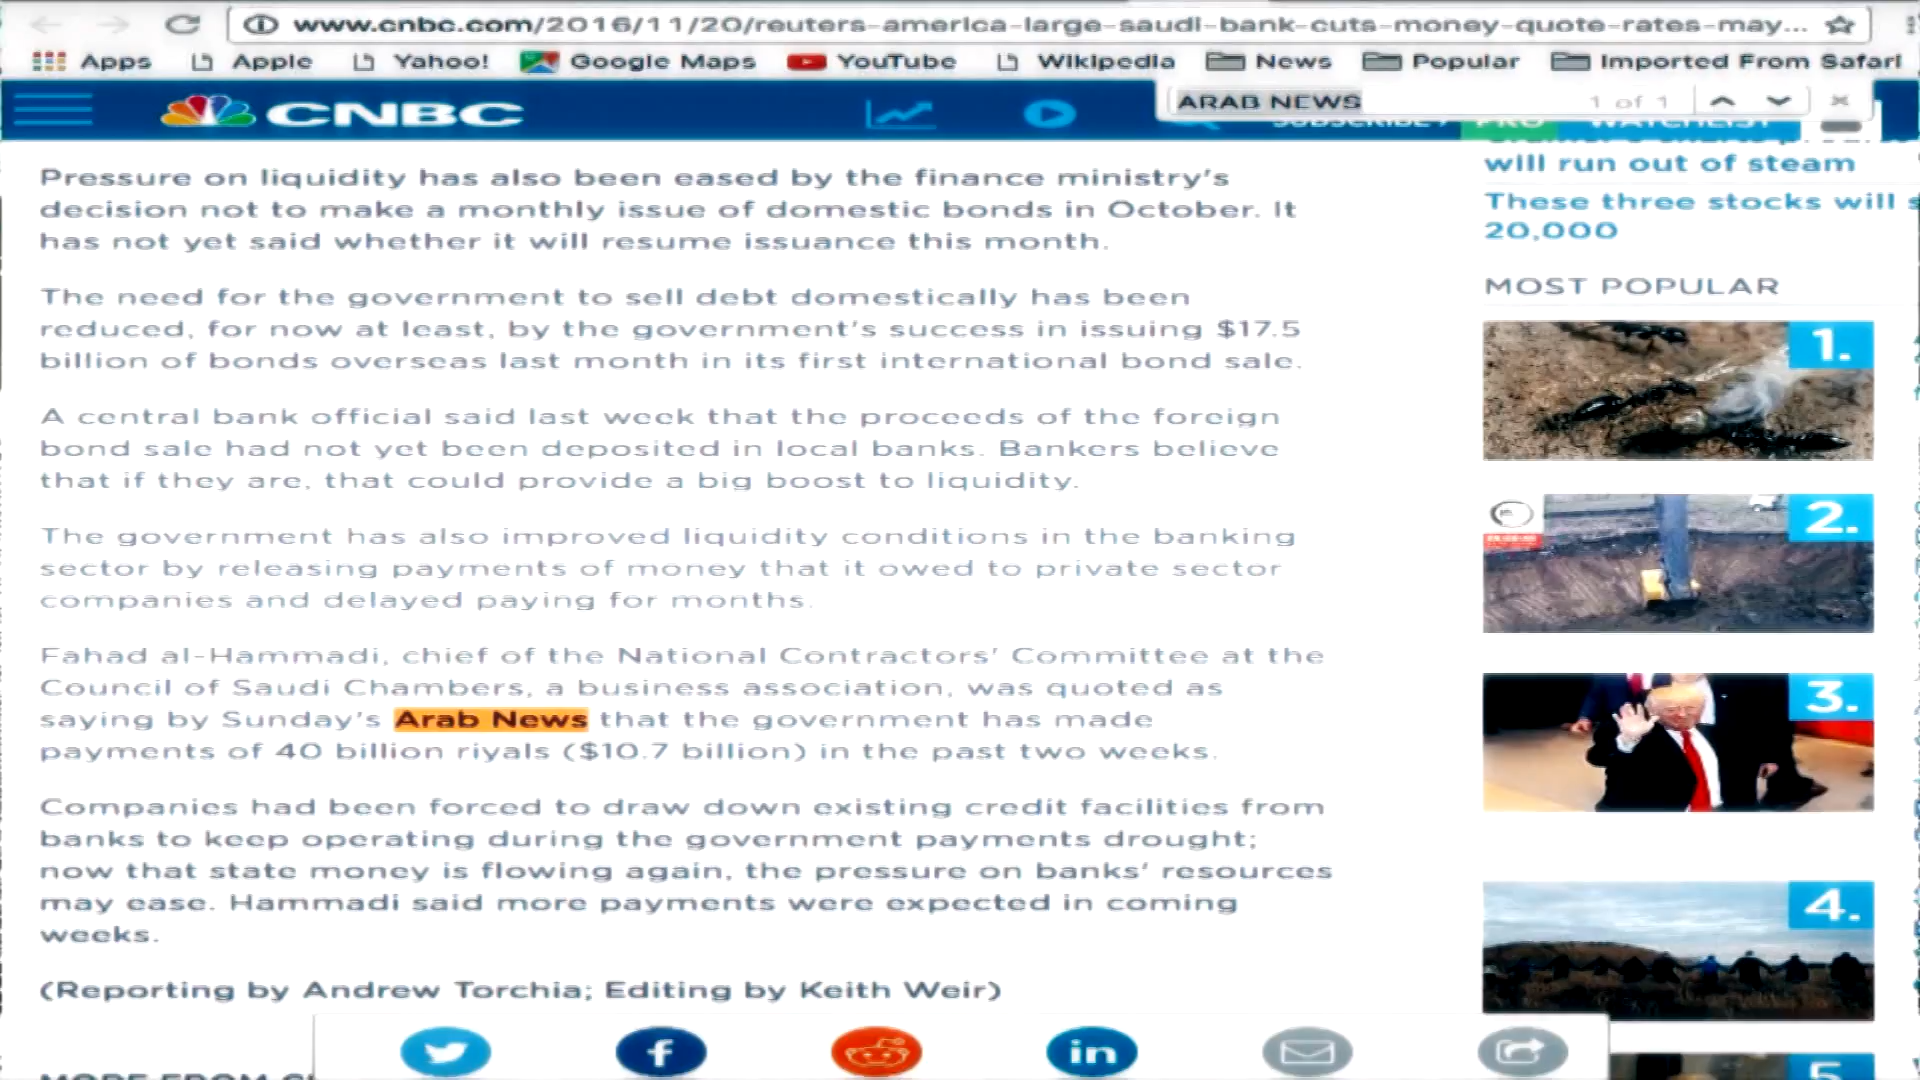 www.cnbc.com/2016/11/20/reuters-america-large-saudi-bank-cuts-money-quote-rates-may...
Apps Apple Yahoo! Google Maps YouTube Wikipedia News Popular Imported From Safari
CNBC
ARAB NEWS 1 of 1
SUBSCRIBE PRO WATCHLIST
will run out of steam
These three stocks will s
20,000
MOST POPULAR
1.
2.
3.
4.
5
Pressure on liquidity has also been eased by the finance ministry's
decision not to make a monthly issue of domestic bonds in October. It
has not yet said whether it will resume issuance this month.
The need for the government to sell debt domestically has been
reduced, for now at least, by the government's success in issuing $17.5
billion of bonds overseas last month in its first international bond sale.
A central bank official said last week that the proceeds of the foreign
bond sale had not yet been deposited in local banks. Bankers believe
that if they are, that could provide a big boost to liquidity.
The government has also improved liquidity conditions in the banking
sector by releasing payments of money that it owed to private sector
companies and delayed paying for months.
Fahad al-Hammadi, chief of the National Contractors' Committee at the
Council of Saudi Chambers, a business association, was quoted as
saying by Sunday's Arab News that the government has made
payments of 40 billion riyals ($10.7 billion) in the past two weeks.
Companies had been forced to draw down existing credit facilities from
banks to keep operating during the government payments drought;
now that state money is flowing again, the pressure on banks' resources
may ease. Hammadi said more payments were expected in coming
weeks.
(Reporting by Andrew Torchia; Editing by Keith Weir)
MORE FROM